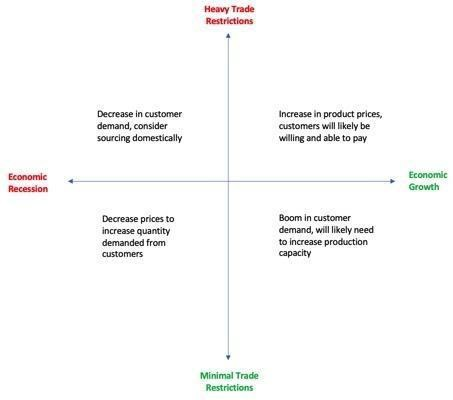 Heavy Trade
Restrictions
Decrease in customer
demand, consider
sourcing domestically
Increase in product prices,
customers will likely be
willing and able to pay
Economic
Recession
Economic
Growth
Decrease prices to
increase quantity
demanded from
customers
Boom in customer
demand, will likely need
to increase production
capacity
Minimal Trade
Restrictions